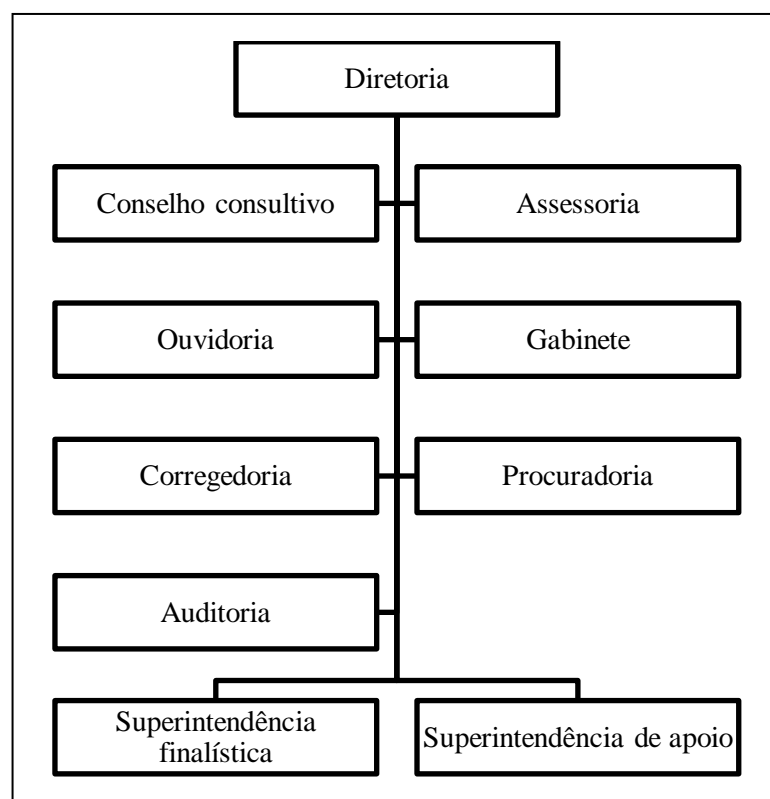 Diretoria
Conselho consultivo
Assessoria
Ouvidoria
Gabinete
Corregedoria
Procuradoria
Auditoria
Superintendência
finalística
Superintendência de apoio